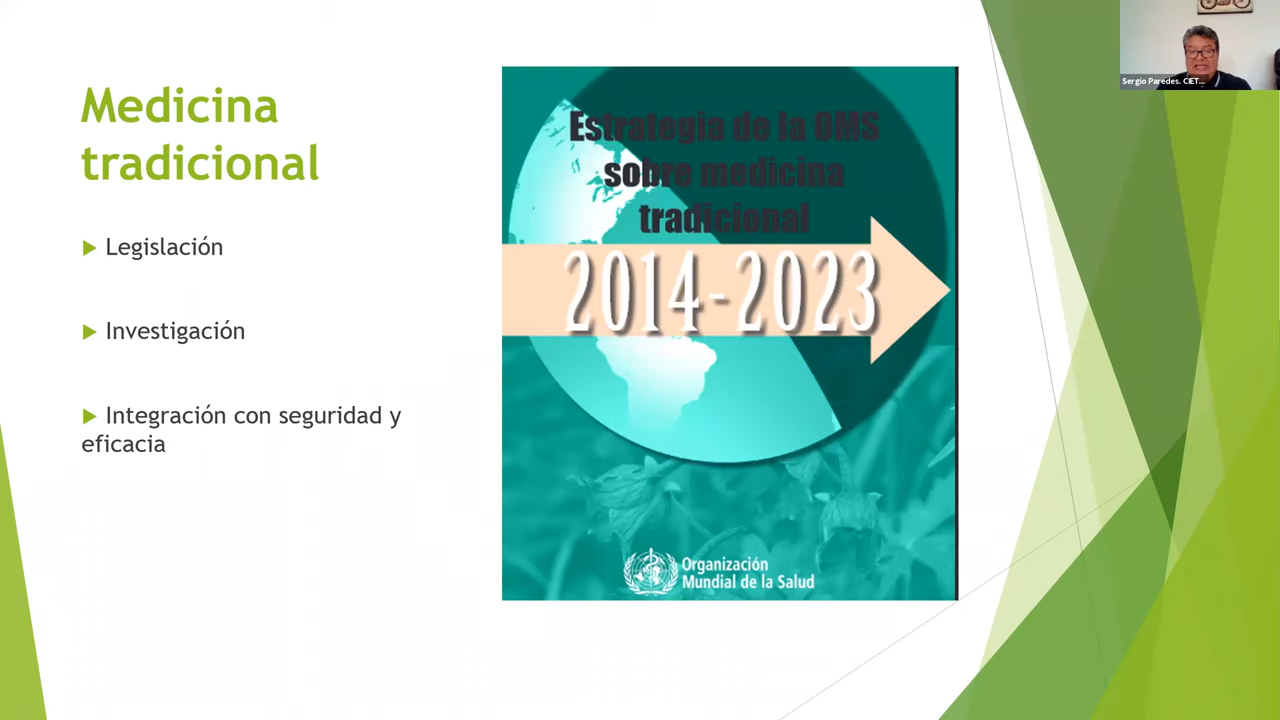 Medicina
tradicional
Legislación
Investigación
Integración con seguridad y
eficacia
Estrategia de la OMS
sobre medicina
tradicional
2014-2023
Organización
Mundial de la Salud
Sergio Paredes. CIET...